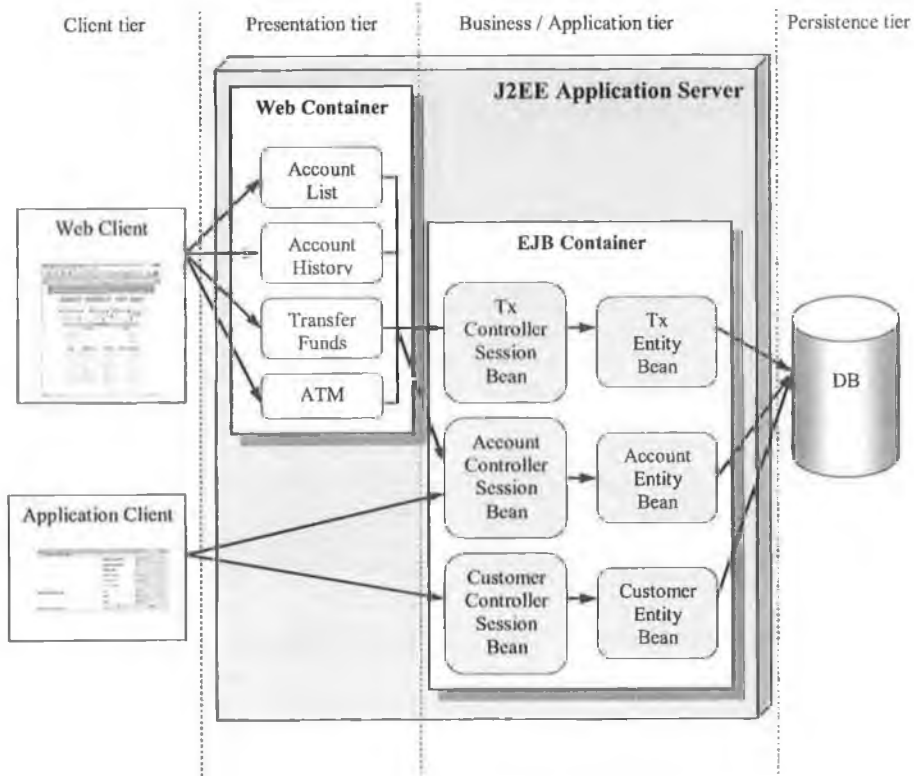 Client tier
Presentation tier
Business / Application tier
Persistence tier
J2EE Application Server
Web Container
Account
List
Account
History
Transfer
Funds
ATM
Web Client
Application Client
EJB Container
Tx
Controller
Session
Bean
Tx
Entity
Bean
Account
Controller
Session
Bean
Account
Entity
Bean
Customer
Controller
Session
Bean
Customer
Entity
Bean
DB